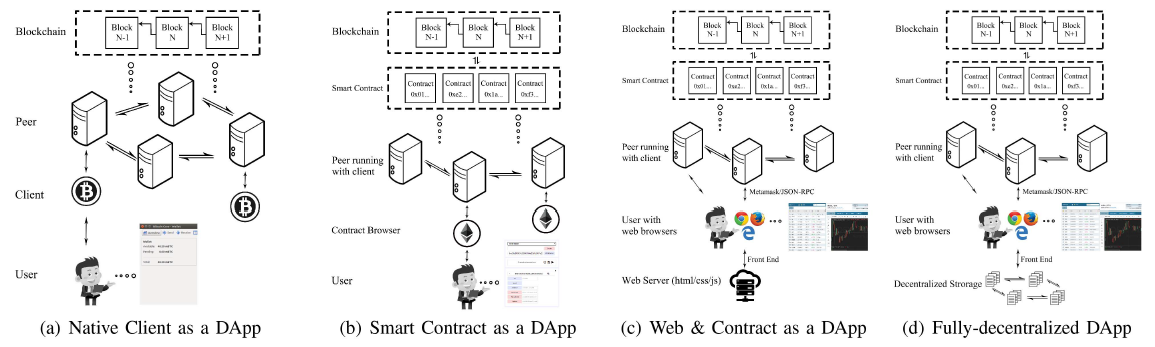 Blockchain
Block
N-1
Block
N
Block
N+1
Peer
Client
User
(a) Native Client as a DApp
Blockchain
Block
N-1
Block
N
Block
N+1
Smart Contract
Contract
0x01...
Contract
0xe2...
Contract
0x1a...
Contract
0xf3...
Peer running
with client
Contract Browser
User
(b) Smart Contract as a DApp
Blockchain
Block
N-1
Block
N
Block
N+1
Smart Contract
Contract
0x01...
Contract
0xe2...
Contract
0x1a...
Contract
0xf3...
Peer running
with client
Metamask/JSON-RPC
User with
web browsers
Front End
Web Server (html/css/js)
(c) Web & Contract as a DApp
Blockchain
Block
N-1
Block
N
Block
N+1
Smart Contract
Contract
0x01...
Contract
0xe2...
Contract
0x1a...
Contract
0xf3...
Peer running
with client
Metamask/JSON-RPC
User with
web browsers
Front End
Decentralized Strorage
(d) Fully-decentralized DApp